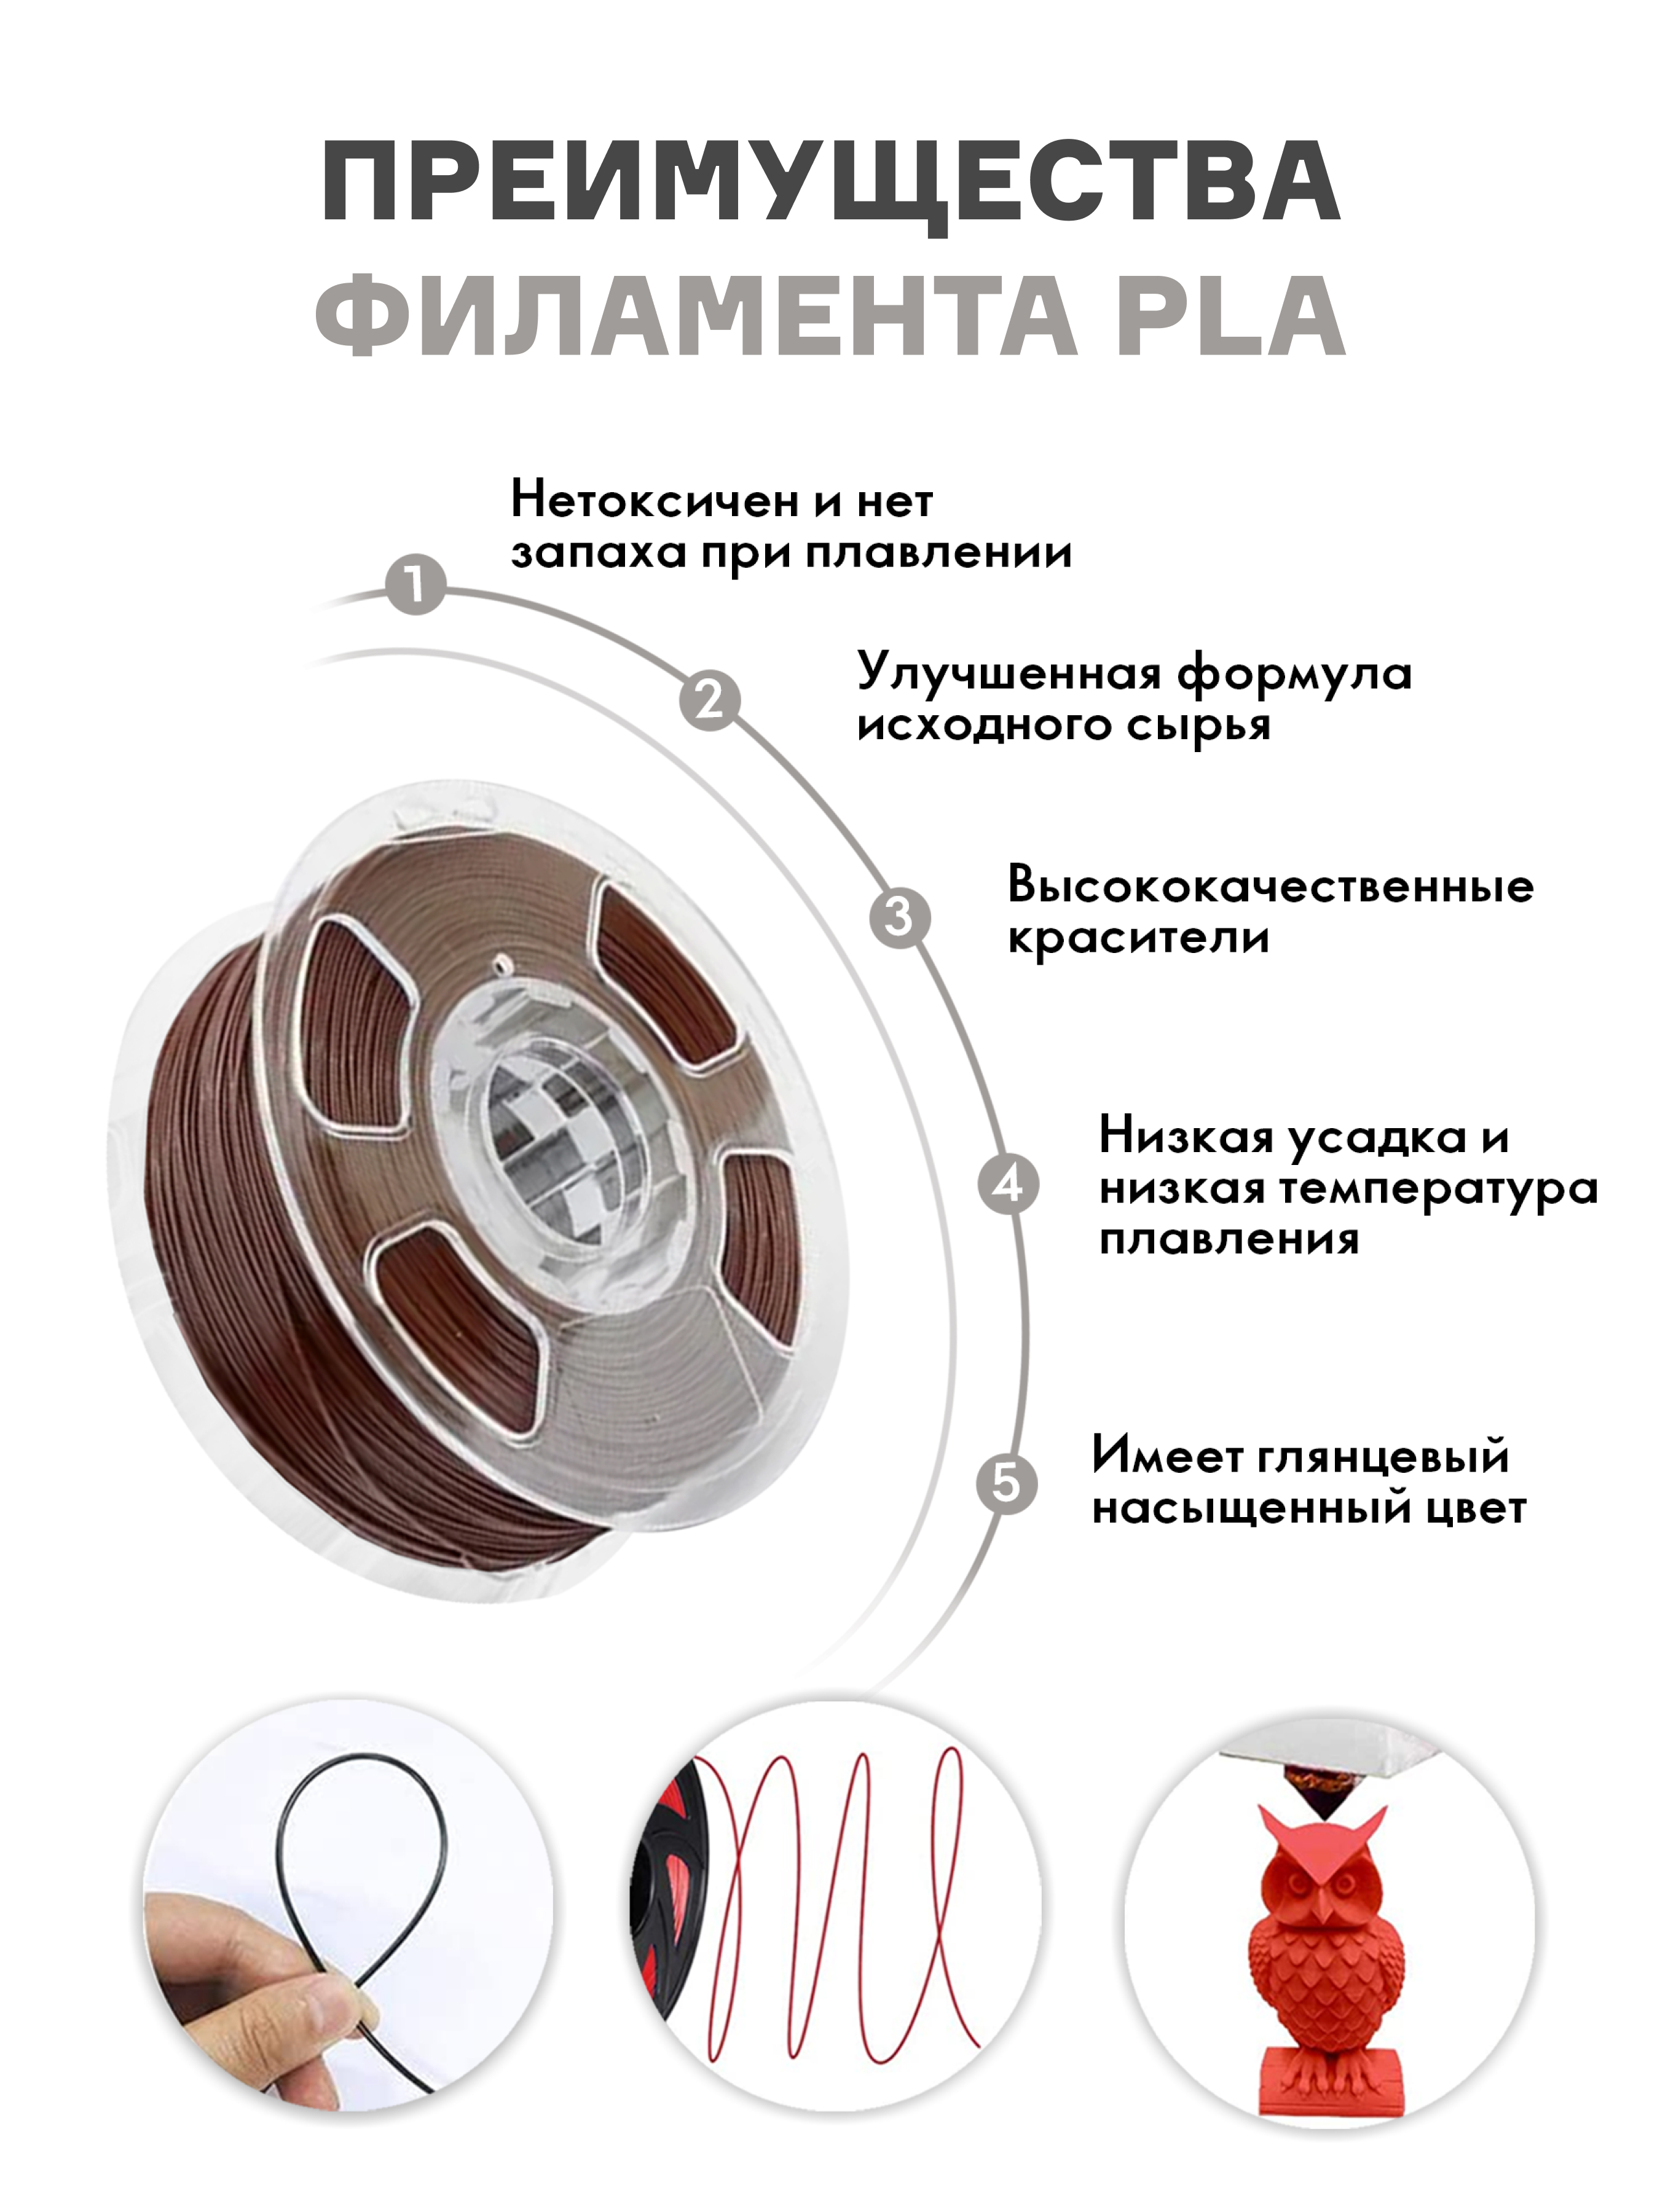 ПРЕИМУЩЕСТВА
ФИЛАМЕНТА PLA
1
Нетоксичен и нет
запаха при плавлении
2
Улучшенная формула
исходного сырья
3
Высококачественные
красители
4
Низкая усадка и
низкая температура
плавления
5
Имеет глянцевый
насыщенный цвет